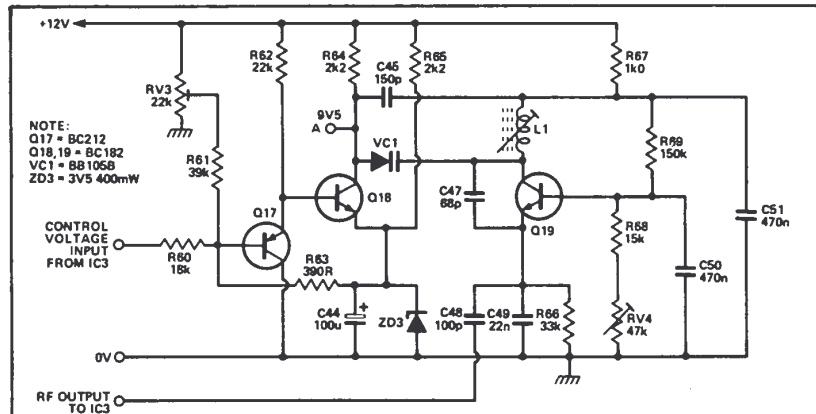 +12V
R62
22k
R64
2k2
R65
2k2
R67
1k0
C45
150p
RV3
22k
9V5
A
L1
NOTE:
Q17 = BC212
Q18,19 = BC182
VC1 = BB105B
ZD3 = 3V5 400mW
VC1
R69
150k
R61
39k
Q18
C47
68p
C51
470n
Q17
Q19
R68
15k
CONTROL
VOLTAGE
INPUT
FROM IC3
R60
18k
R63
390R
C50
470n
C44
100u
+
ZD3
C48
100p
C49
22n
R66
33k
RV4
47k
0V
RF OUTPUT
TO IC3